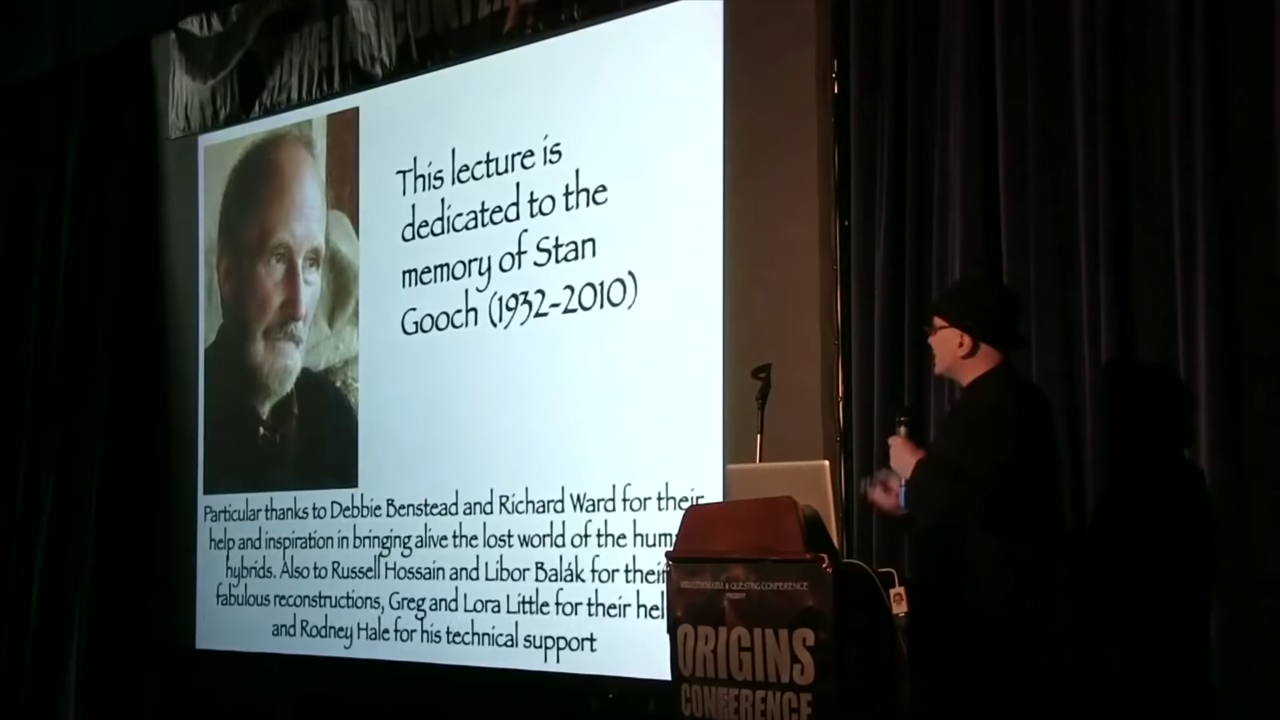 This lecture is
dedicated to the
memory of Stan
Gooch (1932-2010)
Particular thanks to Debbie Benstead and Richard Ward for their
help and inspiration in bringing alive the lost world of the huma
hybrids. Also to Russell Hossain and Libor Balák for their
fabulous reconstructions, Greg and Lora Little for their hel
and Rodney Hale for his technical support
& QUESTING CONFERENCE
PRESENT
ORIGINS
CONFERENCE